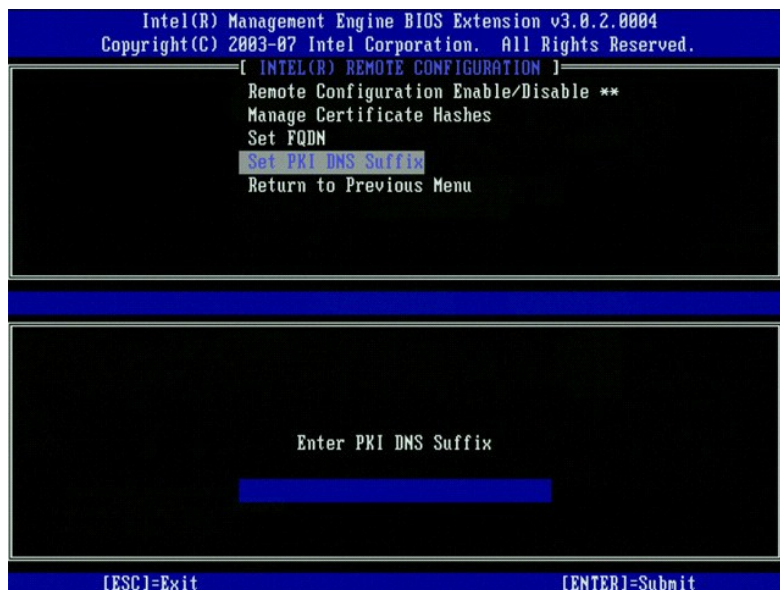 Intel(R) Management Engine BIOS Extension v3.0.2.0004
Copyright(C) 2003-07 Intel Corporation. All Rights Reserved.
[ INTEL(R) REMOTE CONFIGURATION ]
Remote Configuration Enable/Disable **
Manage Certificate Hashes
Set FQDN
Set PKI DNS Suffix
Return to Previous Menu
Enter PKI DNS Suffix
[ESC]=Exit [ENTER]=Submit